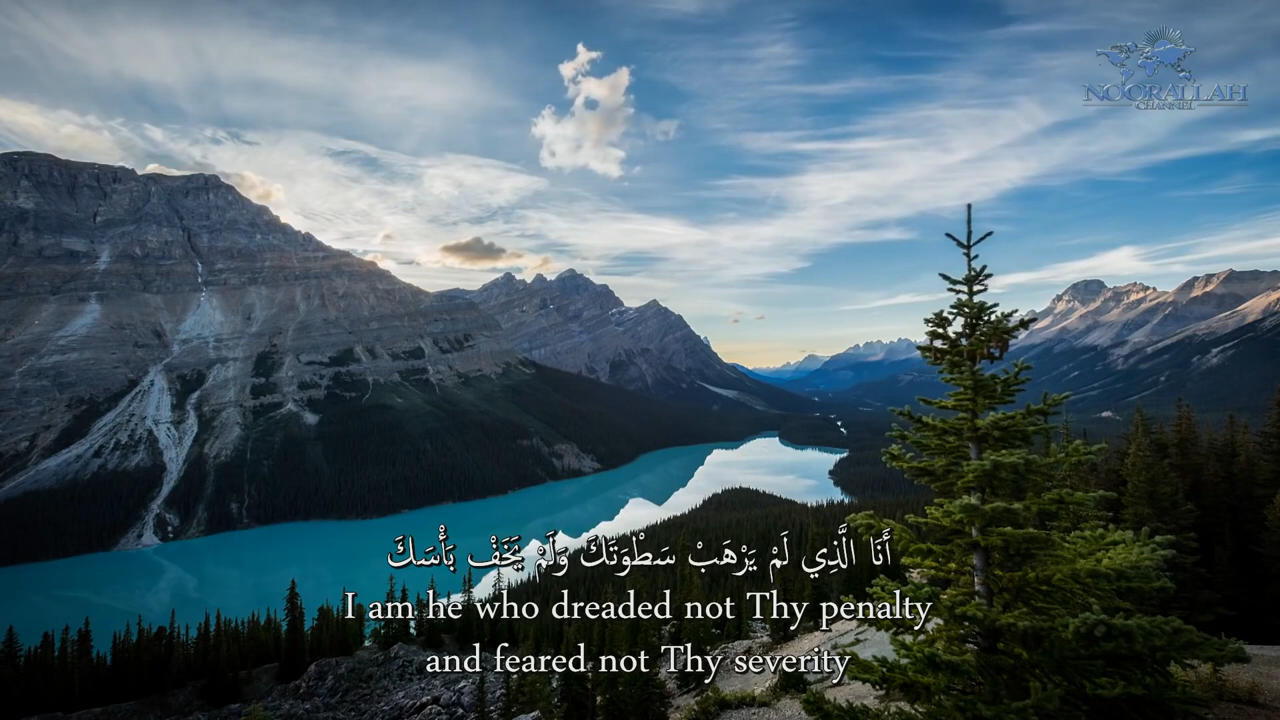 NOORALLAH
CHANNEL
أَنَا الَّذِي لَمْ يَرْهَبْ سَطْوَتَكَ وَلَمْ يَخَفْ بَأْسَكَ
I am he who dreaded not Thy penalty
and feared not Thy severity